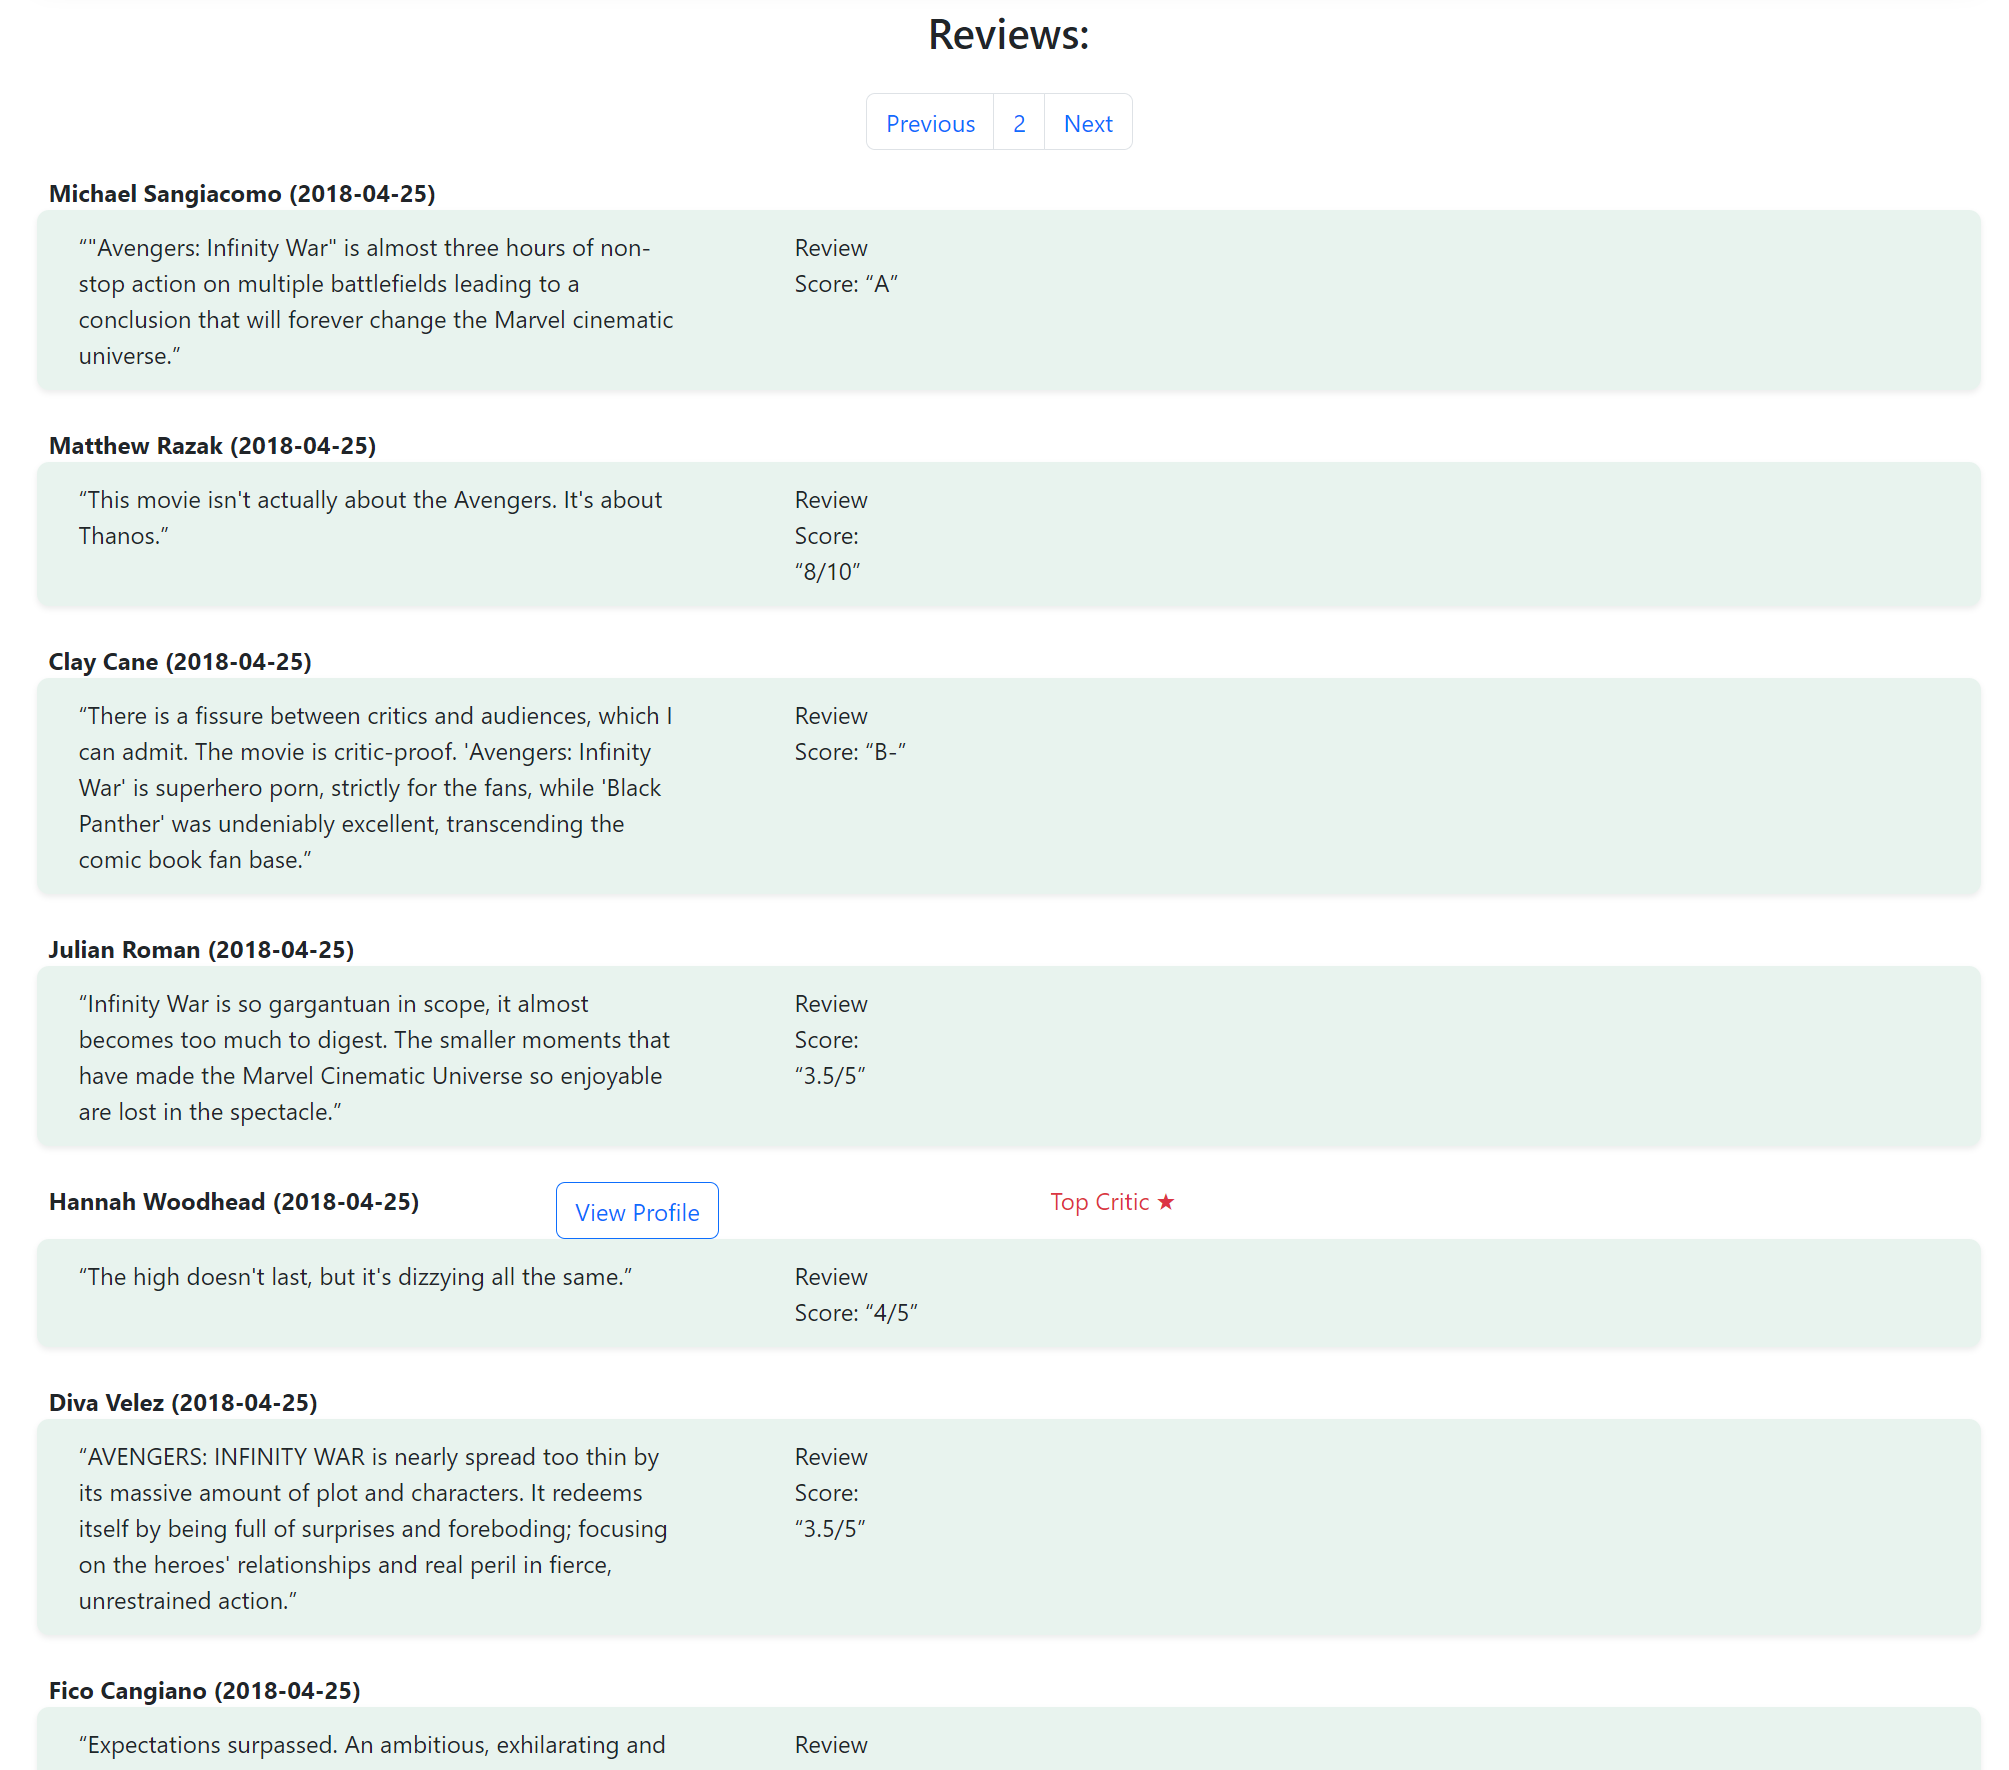 Reviews:
Previous 2 Next
Michael Sangiacomo (2018-04-25)
“"Avengers: Infinity War" is almost three hours of non-
stop action on multiple battlefields leading to a
conclusion that will forever change the Marvel cinematic
universe.”
Review
Score: “A”
Matthew Razak (2018-04-25)
“This movie isn't actually about the Avengers. It's about
Thanos.”
Review
Score:
“8/10”
Clay Cane (2018-04-25)
“There is a fissure between critics and audiences, which I
can admit. The movie is critic-proof. 'Avengers: Infinity
War' is superhero porn, strictly for the fans, while 'Black
Panther' was undeniably excellent, transcending the
comic book fan base.”
Review
Score: “B-”
Julian Roman (2018-04-25)
“Infinity War is so gargantuan in scope, it almost
becomes too much to digest. The smaller moments that
have made the Marvel Cinematic Universe so enjoyable
are lost in the spectacle.”
Review
Score:
“3.5/5”
Hannah Woodhead (2018-04-25)
View Profile
Top Critic ★
“The high doesn't last, but it's dizzying all the same.”
Review
Score: “4/5”
Diva Velez (2018-04-25)
“AVENGERS: INFINITY WAR is nearly spread too thin by
its massive amount of plot and characters. It redeems
itself by being full of surprises and foreboding; focusing
on the heroes' relationships and real peril in fierce,
unrestrained action.”
Review
Score:
“3.5/5”
Fico Cangiano (2018-04-25)
“Expectations surpassed. An ambitious, exhilarating and
Review